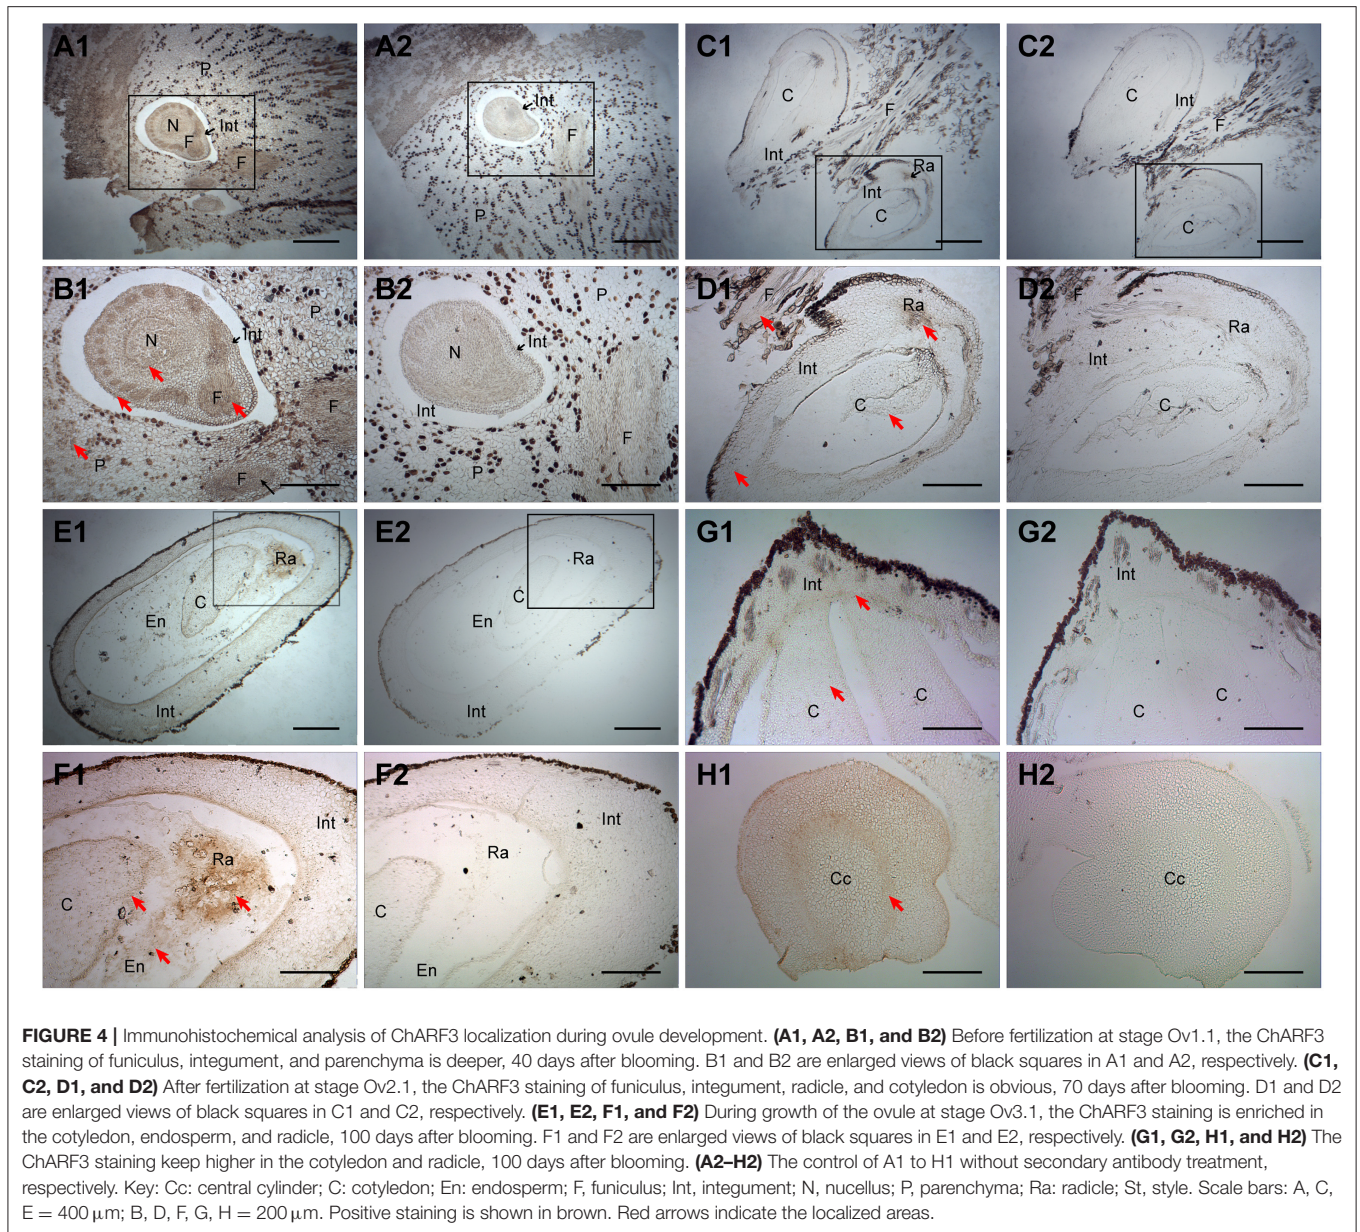 A1 A2 C1 C2
P Int C C
N Int F Int
F F F
F Int Ra
P Int
C C
B1 B2 D1 D2
P P F F
N Int N Int Ra Ra
Int Int
F F Int F C C
P F P
E1 E2 G1 G2
Ra Ra Int Int
C C
En En
Int Int C C C C
F1 F2 H1 H2
Int Int
Ra Ra Cc Cc
C C
En En
FIGURE 4 | Immunohistochemical analysis of ChARF3 localization during ovule development. (A1, A2, B1, and B2) Before fertilization at stage Ov1.1, the ChARF3
staining of funiculus, integument, and parenchyma is deeper, 40 days after blooming. B1 and B2 are enlarged views of black squares in A1 and A2, respectively. (C1,
C2, D1, and D2) After fertilization at stage Ov2.1, the ChARF3 staining of funiculus, integument, radicle, and cotyledon is obvious, 70 days after blooming. D1 and D2
are enlarged views of black squares in C1 and C2, respectively. (E1, E2, F1, and F2) During growth of the ovule at stage Ov3.1, the ChARF3 staining is enriched in
the cotyledon, endosperm, and radicle, 100 days after blooming. F1 and F2 are enlarged views of black squares in E1 and E2, respectively. (G1, G2, H1, and H2) The
ChARF3 staining keep higher in the cotyledon and radicle, 100 days after blooming. (A2–H2) The control of A1 to H1 without secondary antibody treatment,
respectively. Key: Cc: central cylinder; C: cotyledon; En: endosperm; F, funiculus; Int, integument; N, nucellus; P, parenchyma; Ra: radicle; St, style. Scale bars: A, C,
E = 400 μm; B, D, F, G, H = 200 μm. Positive staining is shown in brown. Red arrows indicate the localized areas.